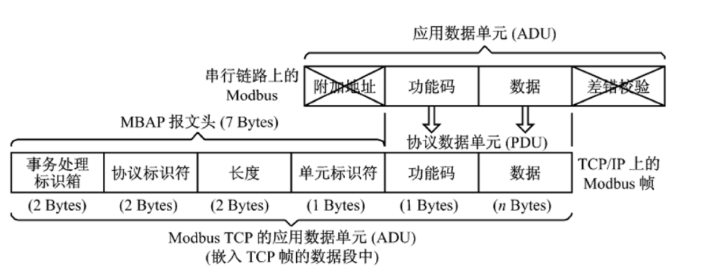 应用数据单元 (ADU)
串行链路上的
Modbus
附加地址 功能码 数据 差错校验
MBAP 报文头 (7 Bytes)
协议数据单元 (PDU)
事务处理
标识箱
协议标识符 长度 单元标识符 功能码 数据
TCP/IP 上的
Modbus 帧
(2 Bytes) (2 Bytes) (2 Bytes) (1 Bytes) (1 Bytes) (n Bytes)
Modbus TCP 的应用数据单元 (ADU)
(嵌入 TCP 帧的数据段中)